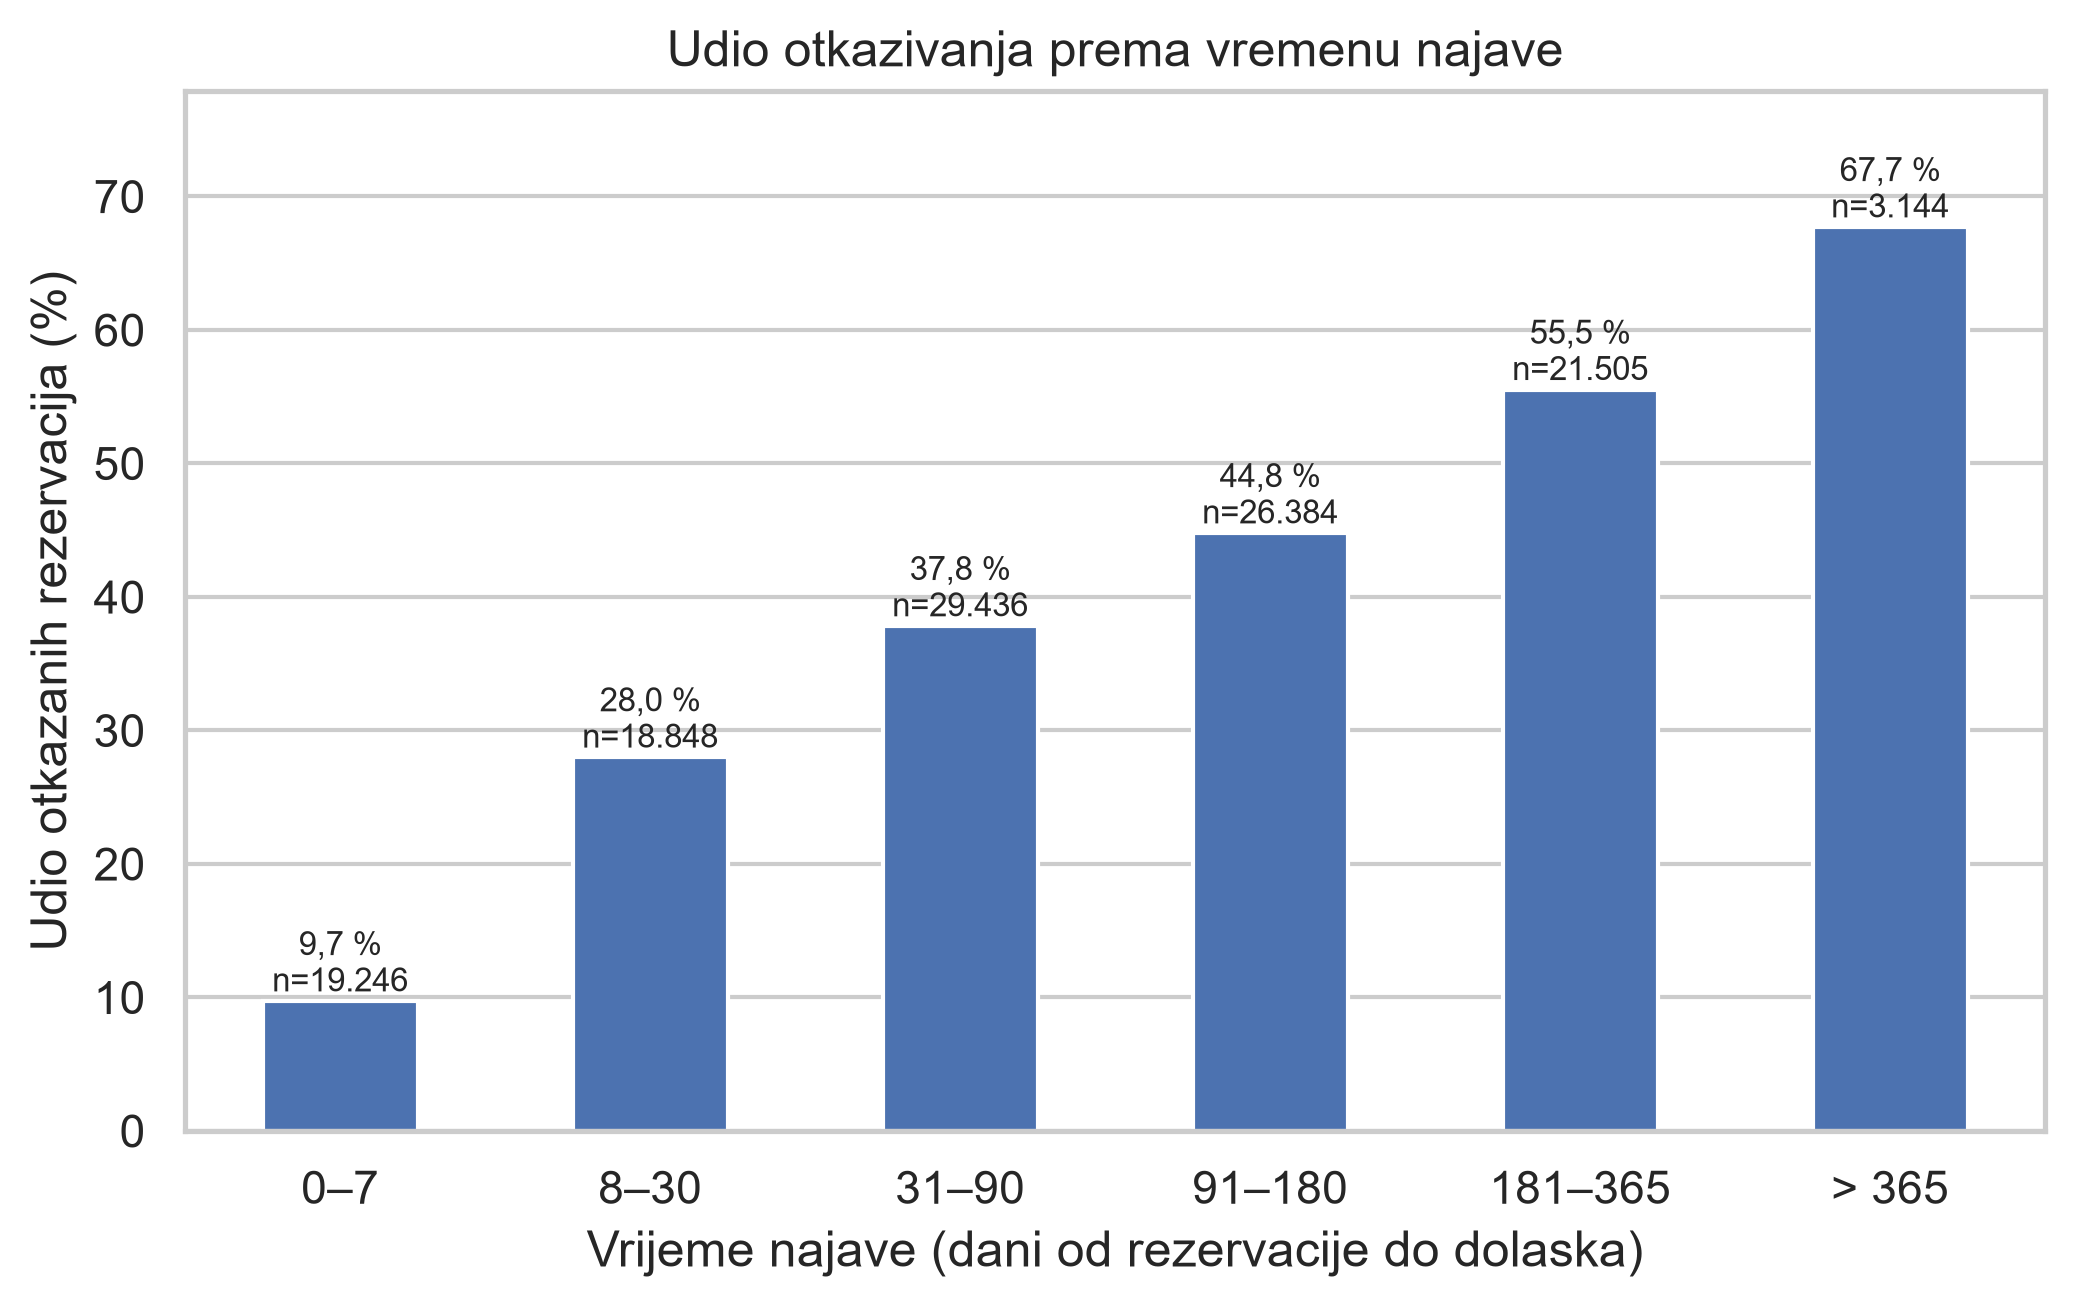 Udio otkazivanja prema vremenu najave
Udio otkazanih rezervacija (%)
70
60
50
40
30
20
10
0
9,7 %
n=19.246
28,0 %
n=18.848
37,8 %
n=29.436
44,8 %
n=26.384
55,5 %
n=21.505
67,7 %
n=3.144
0–7
8–30
31–90
91–180
181–365
> 365
Vrijeme najave (dani od rezervacije do dolaska)